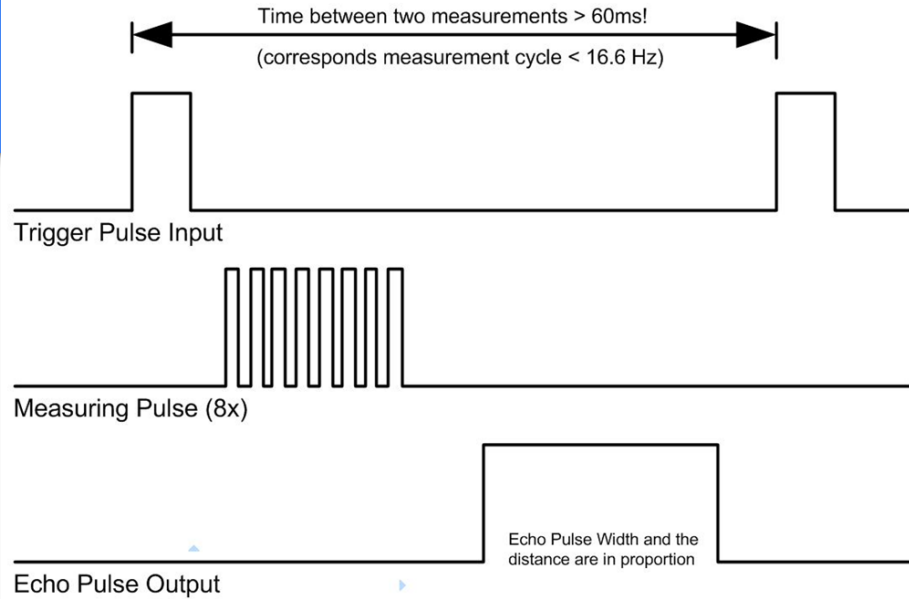 Time between two measurements > 60ms!
(corresponds measurement cycle < 16.6 Hz)
Trigger Pulse Input
Measuring Pulse (8x)
Echo Pulse Width and the
distance are in proportion
Echo Pulse Output